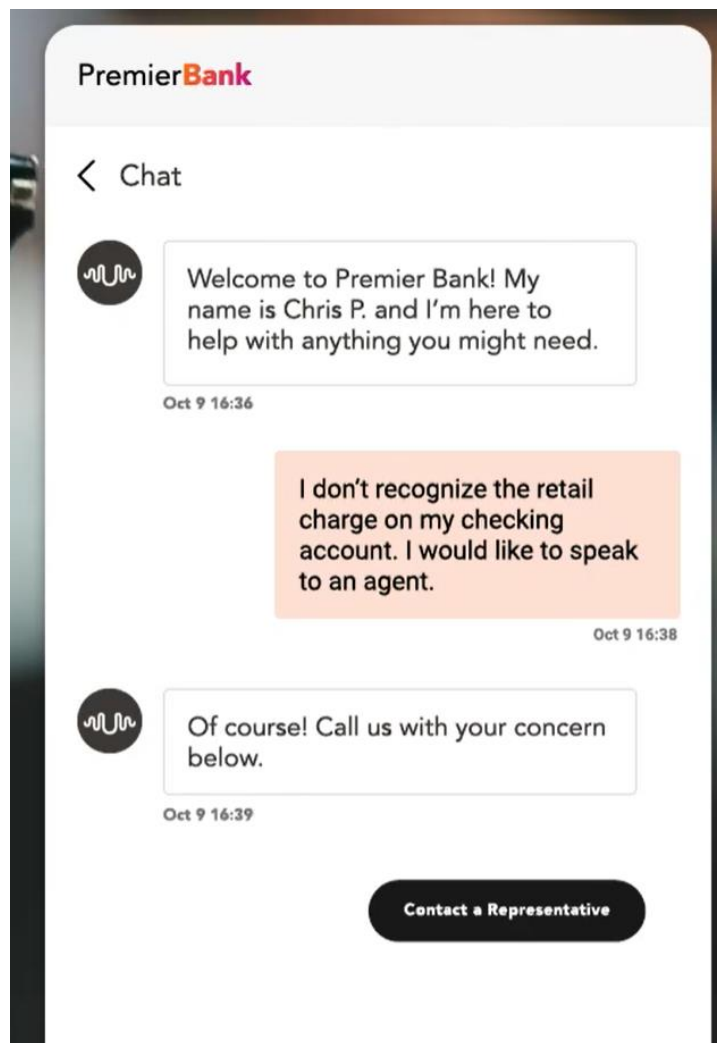 PremierBank
Chat
Welcome to Premier Bank! My
name is Chris P. and I'm here to
help with anything you might need.
Oct 9 16:36
I don't recognize the retail
charge on my checking
account. I would like to speak
to an agent.
Oct 9 16:38
Of course! Call us with your concern
below.
Oct 9 16:39
Contact a Representative